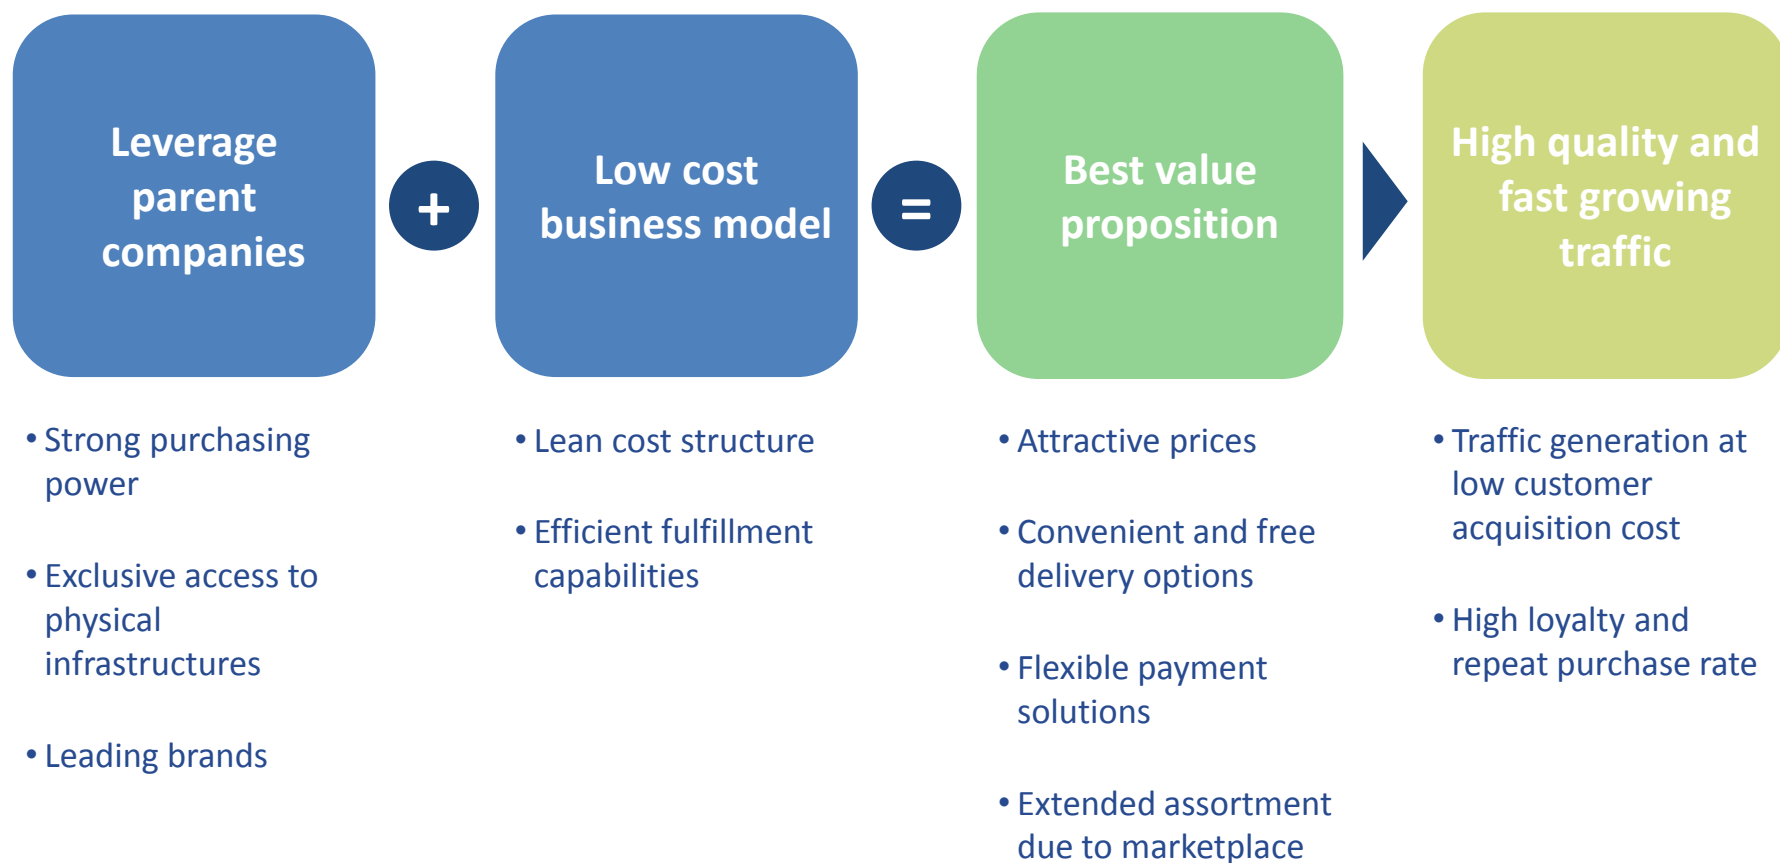 Leverage
parent
companies
+
Low cost
business model
=
Best value
proposition
High quality and
fast growing
traffic
• Strong purchasing
power
• Exclusive access to
physical
infrastructures
• Leading brands
• Lean cost structure
• Efficient fulfillment
capabilities
• Attractive prices
• Convenient and free
delivery options
• Flexible payment
solutions
• Extended assortment
due to marketplace
• Traffic generation at
low customer
acquisition cost
• High loyalty and
repeat purchase rate